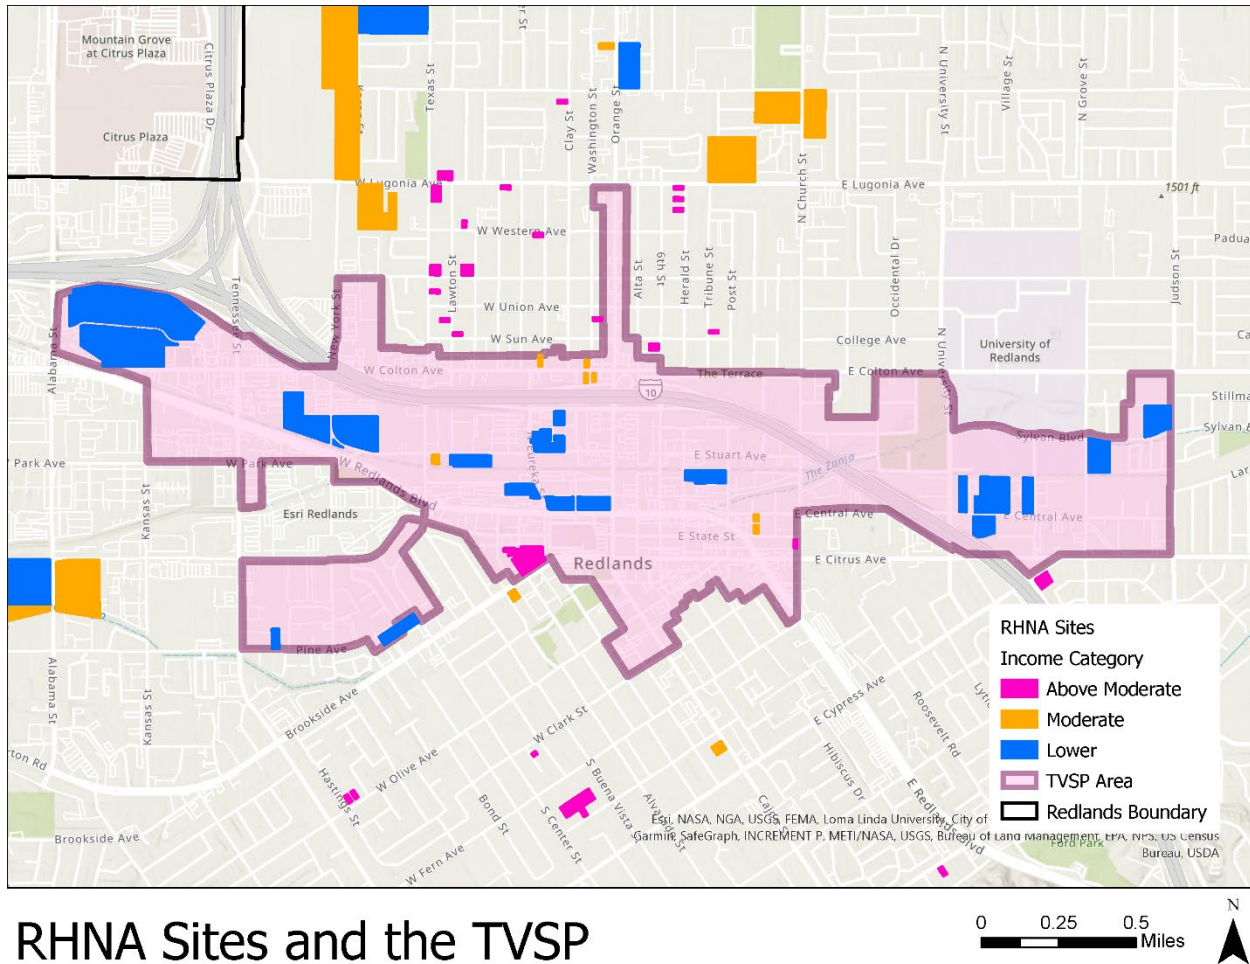 Mountain Grove
at Citrus Plaza
Citrus Plaza Dr
Citrus Plaza
Texas St
Clay St
Washington St
Orange St
N University St
Village St
N Grove St
N Church St
W Lugonia Ave
E Lugonia Ave
1501 ft
W Western Ave
Padua
Alta St
6th St
Herald St
Tribune St
Post St
Occidental Dr
Judson St
Lawton St
Tennessee St
New York St
W Union Ave
W Sun Ave
College Ave
N University St
University of
Redlands
Alabama St
W Colton Ave
The Terrace
E Colton Ave
10
Stillma
Sylvan Blvd
Sylvan B
W Park Ave
W Park Ave
W Redlands Blvd
Eureka S
E Stuart Ave
The Zanja
Lar
Kansas St
Esri Redlands
E Central Ave
E Central Ave
E State St
E Citrus Ave
Redlands
Pine Ave
Alabama St
Kansas St
Brookside Ave
W Clark St
E Cypress Ave
Roosevelt Rd
W Olive Ave
Hastings St
Bond St
S Center St
S Buena Vista
Hibiscus Dr
E Redlands Blvd
rton Rd
Brookside Ave
W Fern Ave
Ford Park
RHNA Sites
Income Category
Above Moderate
Moderate
Lower
TVSP Area
Redlands Boundary
Esri, NASA, NGA, USGS, FEMA, Loma Linda University, City of
Garmin, SafeGraph, INCREMENT P, METI/NASA, USGS, Bureau of Land Management, EPA, NPS, US Census
Bureau, USDA
RHNA Sites and the TVSP
0 0.25 0.5
Miles
N